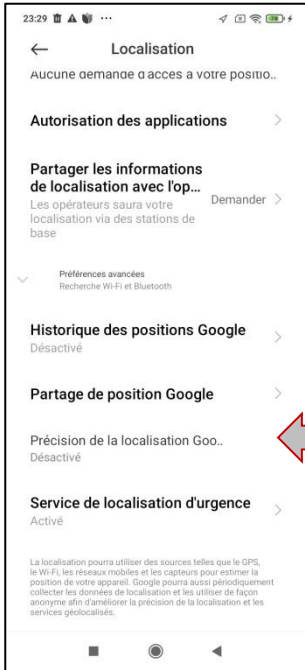 23:29
Localisation
Aucune demande d'accès à votre positio..
Autorisation des applications
Partager les informations
de localisation avec l'op...
Demander
Les opérateurs saura votre
localisation via des stations de
base
Préférences avancées
Recherche Wi-Fi et Bluetooth
Historique des positions Google
Désactivé
Partage de position Google
Précision de la localisation Goo..
Désactivé
Service de localisation d'urgence
Activé
La localisation pourra utiliser des sources telles que le GPS,
le Wi-Fi, les réseaux mobiles et les capteurs pour estimer la
position de votre appareil. Google pourra aussi périodiquement
collecter les données de localisation et les utiliser de façon
anonyme afin d'améliorer la précision de la localisation et les
services géolocalisés.